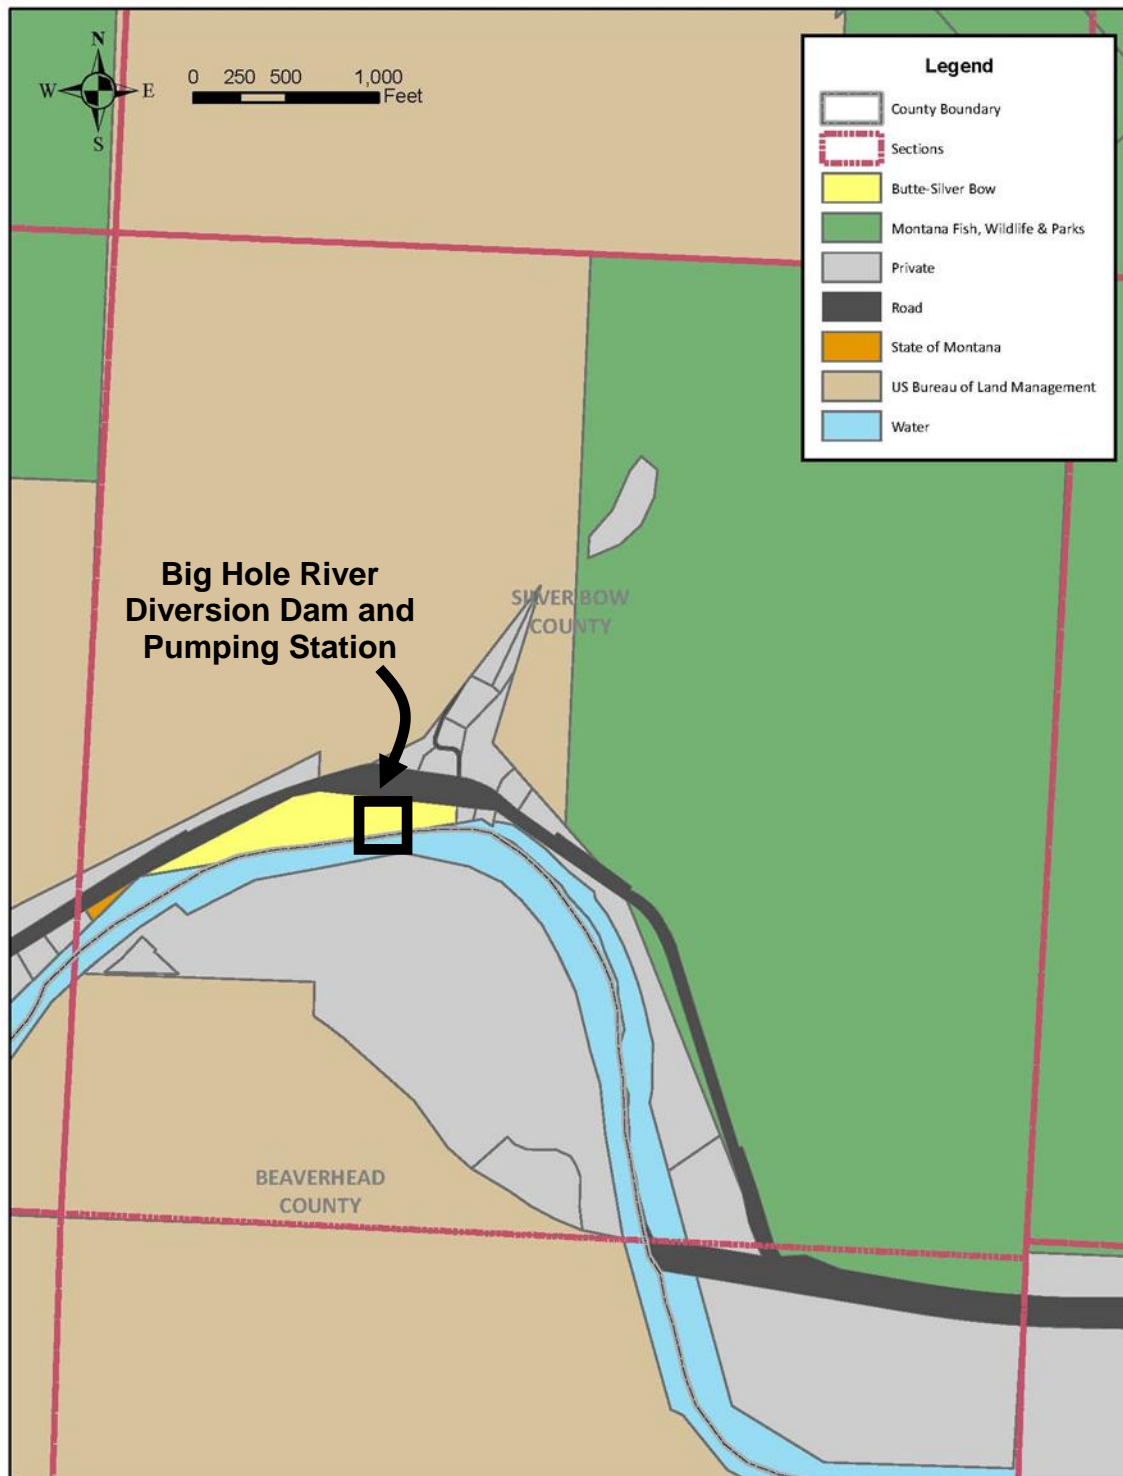 N
W E
S
0 250 500 1,000
Feet
Legend
County Boundary
Sections
Butte-Silver Bow
Montana Fish, Wildlife & Parks
Private
Road
State of Montana
US Bureau of Land Management
Water
Big Hole River
Diversion Dam and
Pumping Station
SILVER BOW
COUNTY
BEAVERHEAD
COUNTY